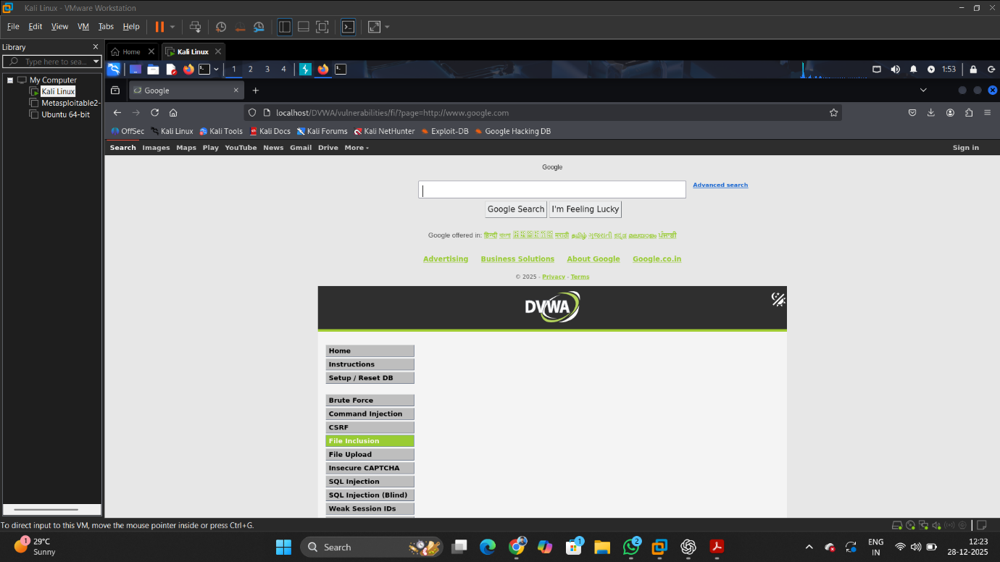 Kali Linux - VMware Workstation
File Edit View VM Tabs Help
Library
Type here to sea...
My Computer
Kali Linux
Metasploitable2-
Ubuntu 64-bit
Home
Kali Linux
1 2 3 4
1:53
Google
localhost/DVWA/vulnerabilities/fi/?page=http://www.google.com
OffSec Kali Linux Kali Tools Kali Docs Kali Forums Kali NetHunter Exploit-DB Google Hacking DB
Search Images Maps Play YouTube News Gmail Drive More
Sign in
Google
Advanced search
Google Search
I'm Feeling Lucky
Google offered in: हिन्दी বাংলা मराठी தமிழ் ગુજરાતી ಕನ್ನಡ മലയാളം ਪੰਜਾਬੀ
Advertising Business Solutions About Google Google.co.in
© 2025 - Privacy - Terms
DVWA
Home
Instructions
Setup / Reset DB
Brute Force
Command Injection
CSRF
File Inclusion
File Upload
Insecure CAPTCHA
SQL Injection
SQL Injection (Blind)
Weak Session IDs
To direct input to this VM, move the mouse pointer inside or press Ctrl+G.
1
29°C
Sunny
Search
1
2
ENG
IN
12:23
28-12-2025